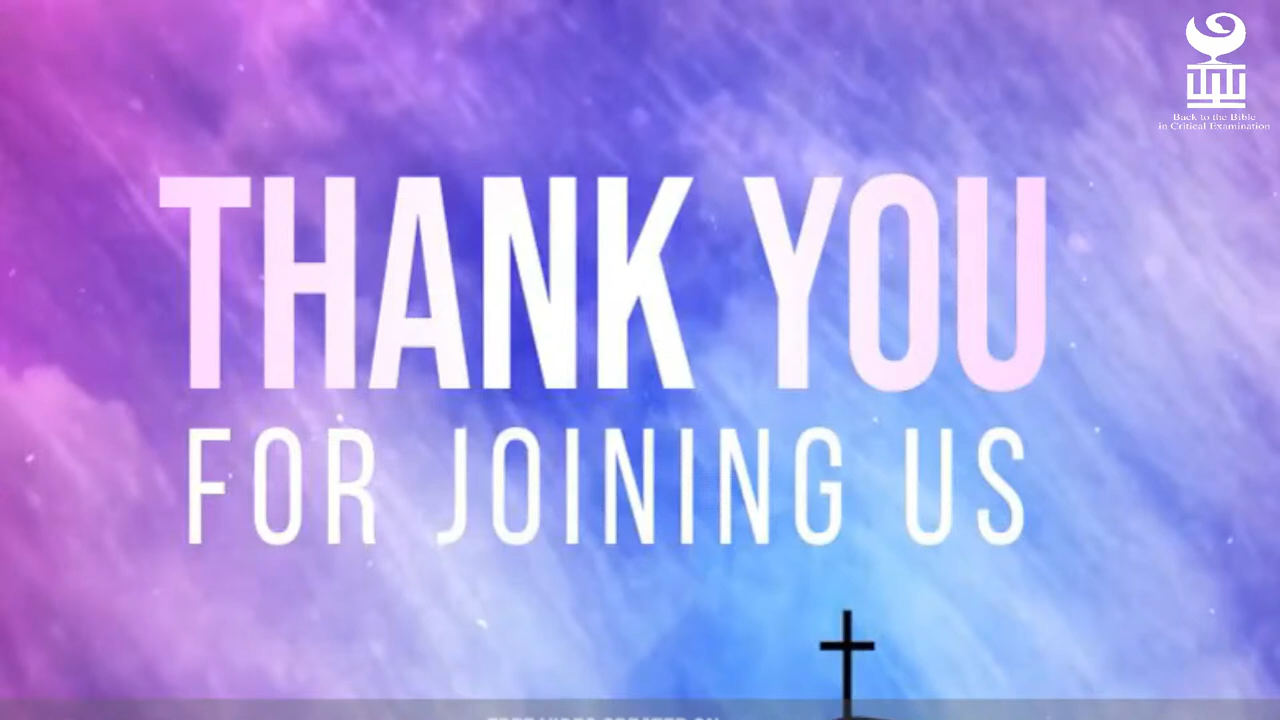 Back to the Bible
in Critical Examination
THANK YOU
FOR JOINING US